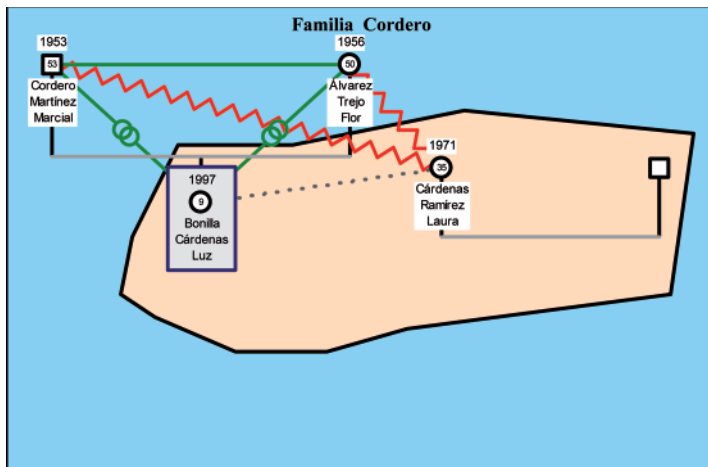 Familia Cordero
1953
53
Cordero
Martínez
Marcial
1956
50
Álvarez
Trejo
Flor
1997
9
Bonilla
Cárdenas
Luz
1971
35
Cárdenas
Ramírez
Laura